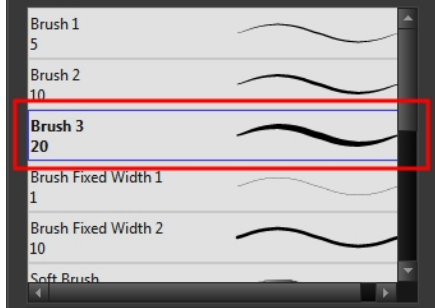 Brush 1
5
Brush 2
10
Brush 3
20
Brush Fixed Width 1
1
Brush Fixed Width 2
10
Soft Brush